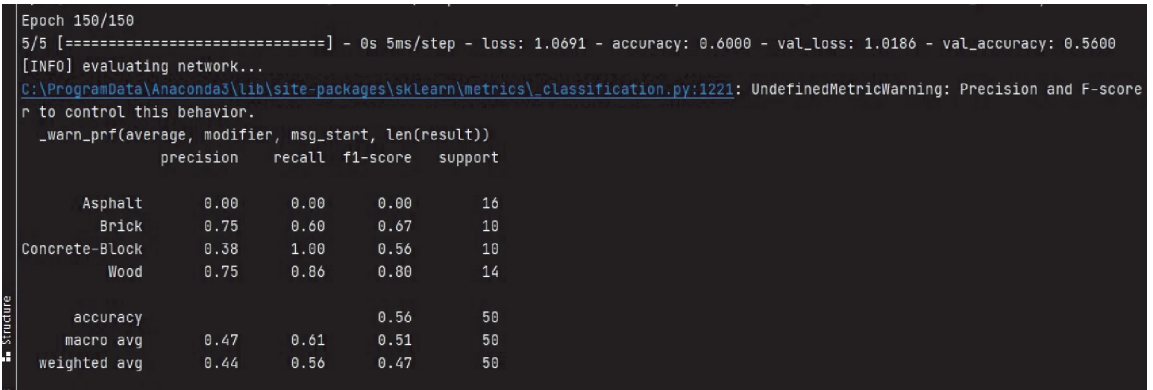 Epoch 150/150
5/5 [==============================] - 0s 5ms/step - loss: 1.0691 - accuracy: 0.6000 - val_loss: 1.0186 - val_accuracy: 0.5600
[INFO] evaluating network...
C:\ProgramData\Anaconda3\lib\site-packages\sklearn\metrics\_classification.py:1221: UndefinedMetricWarning: Precision and F-score
r to control this behavior.
_warn_prf(average, modifier, msg_start, len(result))
precision recall f1-score support
Asphalt 0.00 0.00 0.00 16
Brick 0.75 0.60 0.67 10
Concrete-Block 0.38 1.00 0.56 10
Wood 0.75 0.86 0.80 14
accuracy 0.56 50
macro avg 0.47 0.61 0.51 50
weighted avg 0.44 0.56 0.47 50
Structure